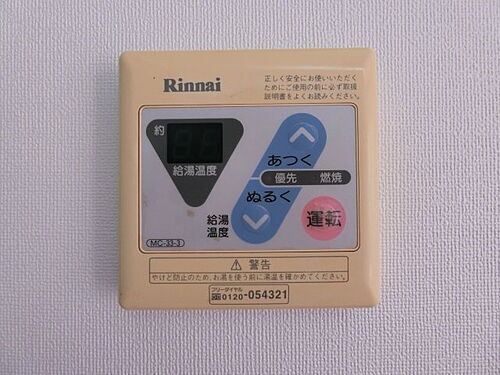 Rinnai
正しく安全にお使いいただく
ためにご使用の前に必ず取扱
説明書をよくお読みください。
約
給湯温度
あつく
優先 燃焼
ぬるく
給湯
温度
運転
MC-33-3
警告
やけど防止のため、お湯を使う前に湯温を確かめてください。
フリーダイヤル
0120-054321